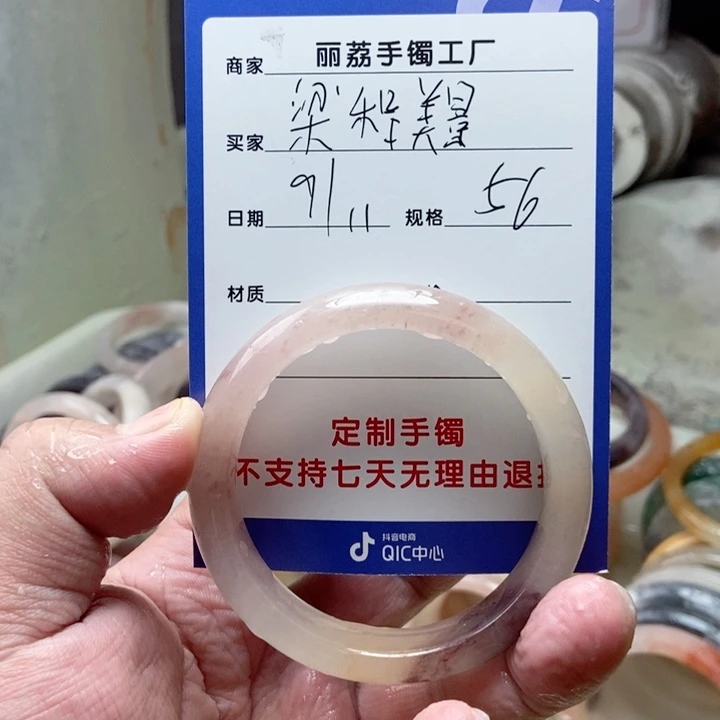 商家 丽荔手镯工厂
买家
日期 9/11 规格 56
材质
定制手镯
不支持七天无理由退
抖音电商
QIC中心